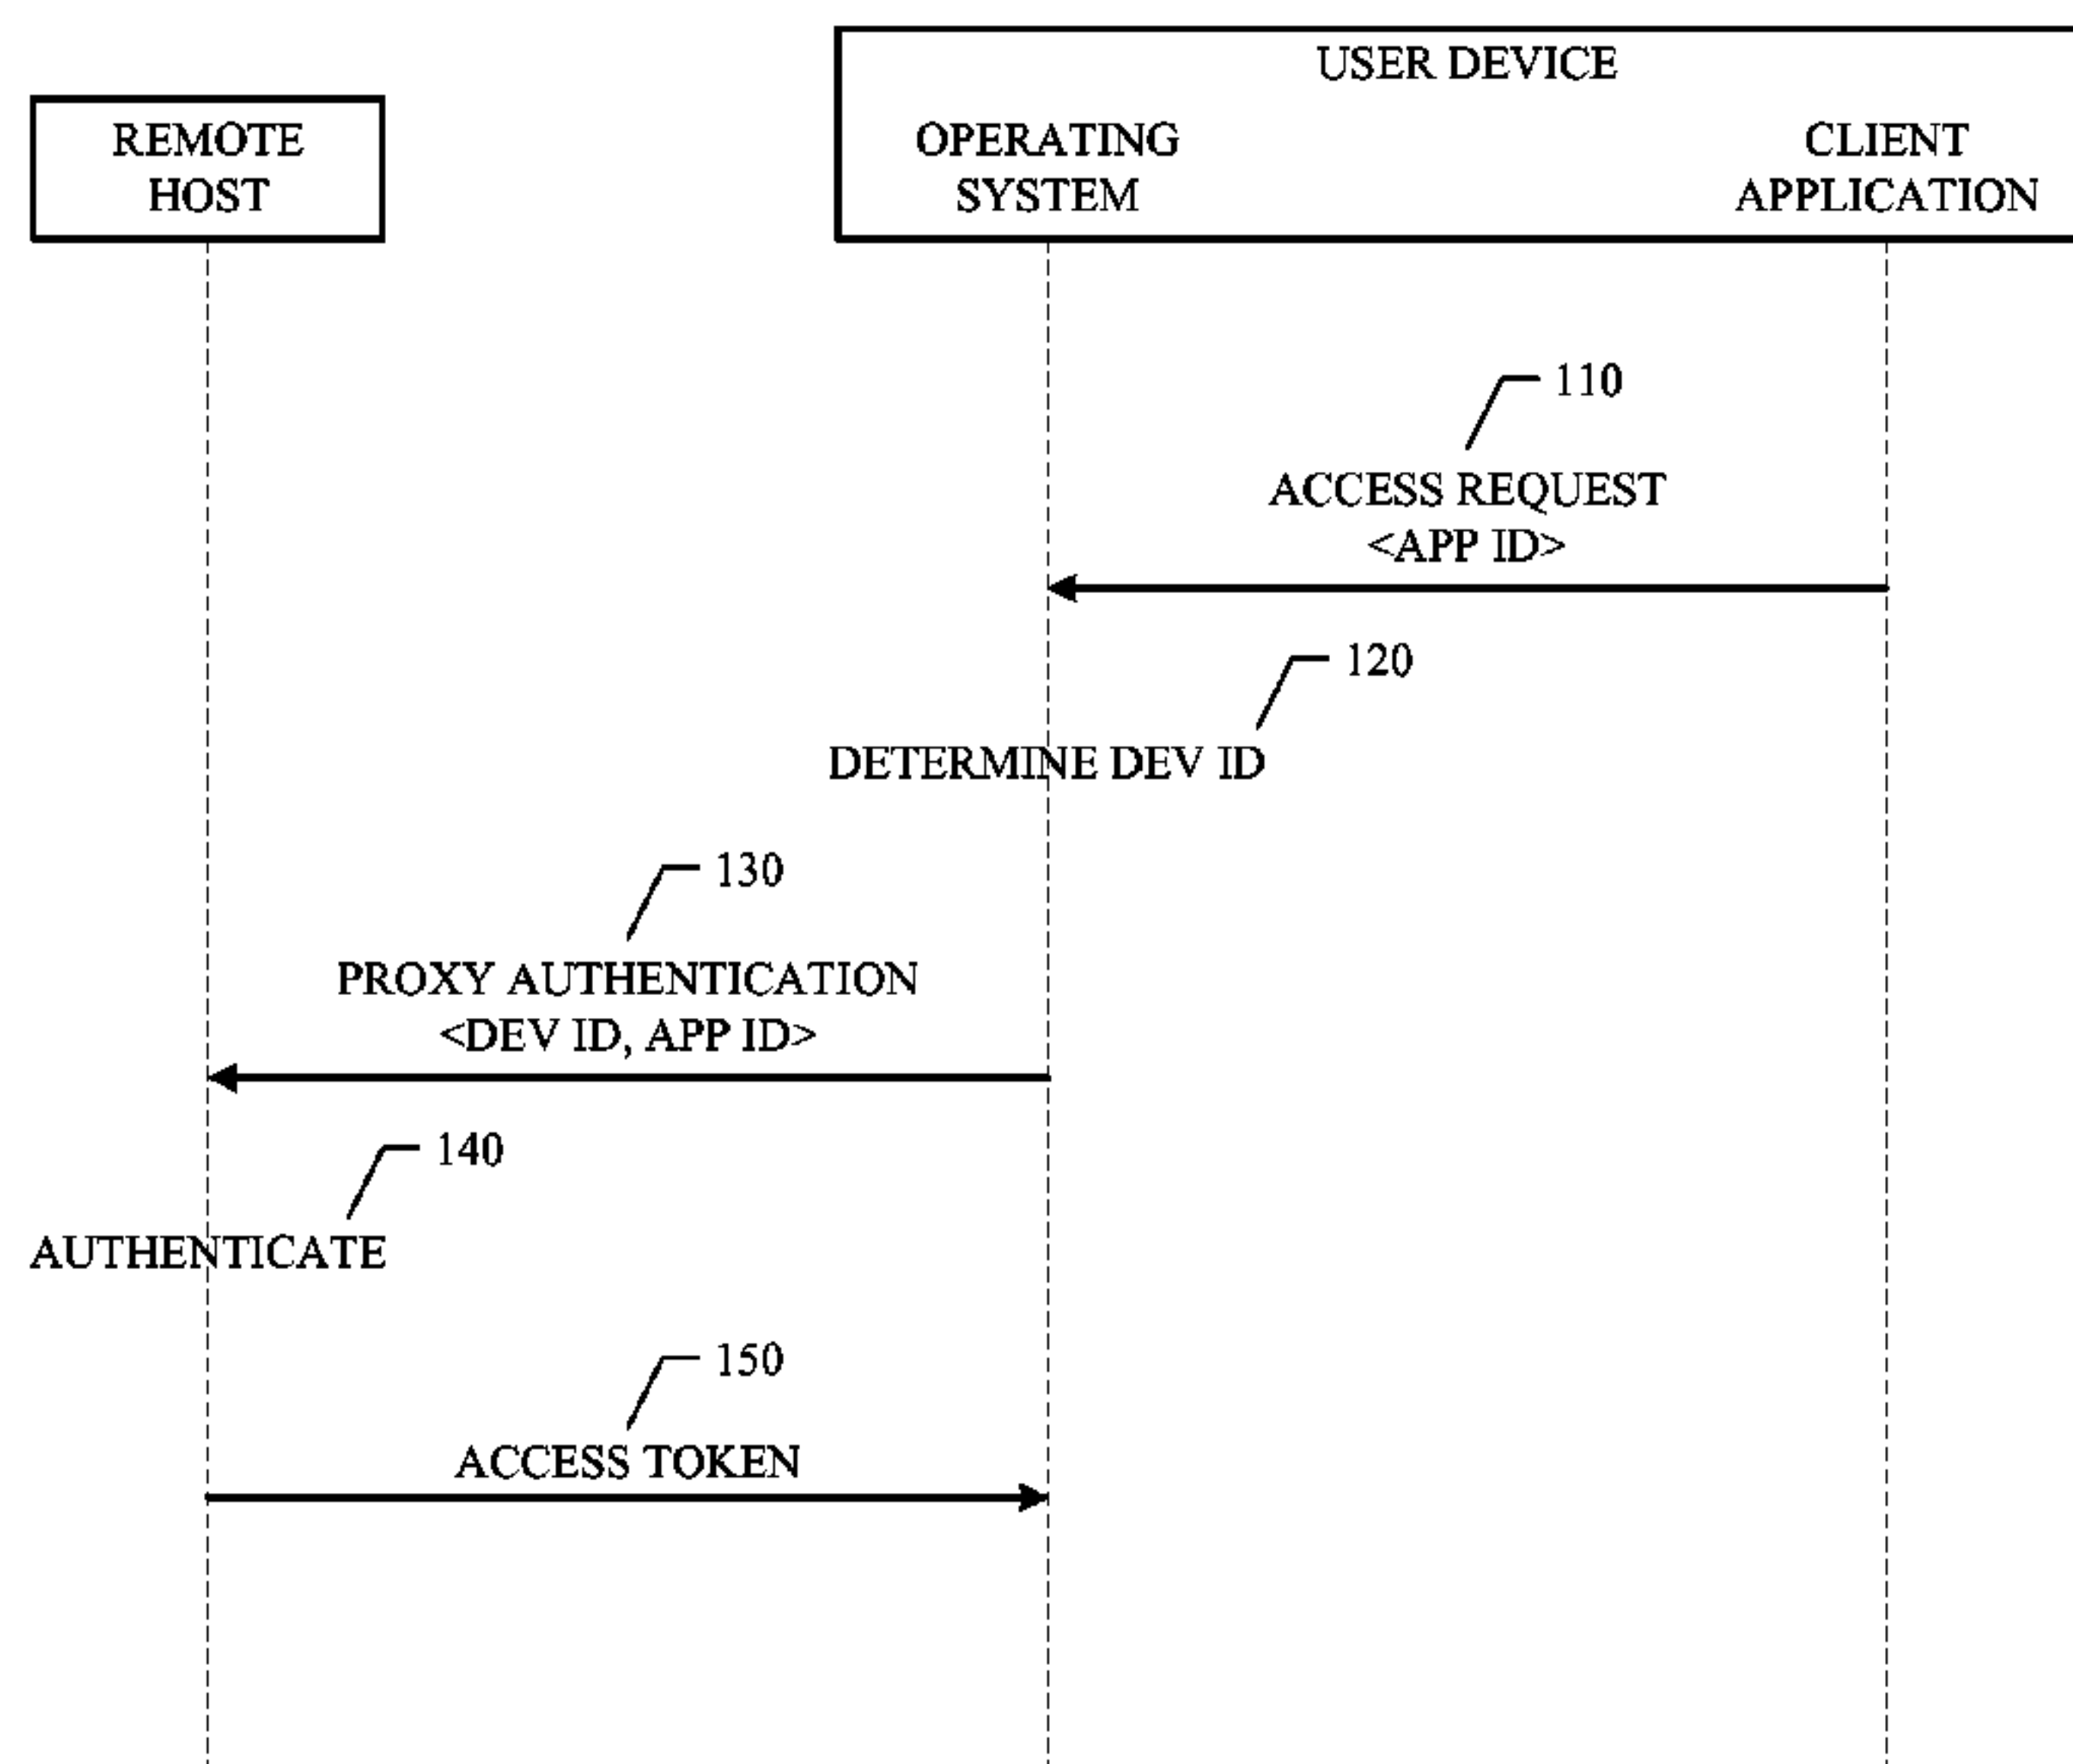 USER DEVICE
REMOTE
HOST
OPERATING
SYSTEM
CLIENT
APPLICATION
110
ACCESS REQUEST
<APP ID>
120
DETERMINE DEV ID
130
PROXY AUTHENTICATION
<DEV ID, APP ID>
140
AUTHENTICATE
150
ACCESS TOKEN